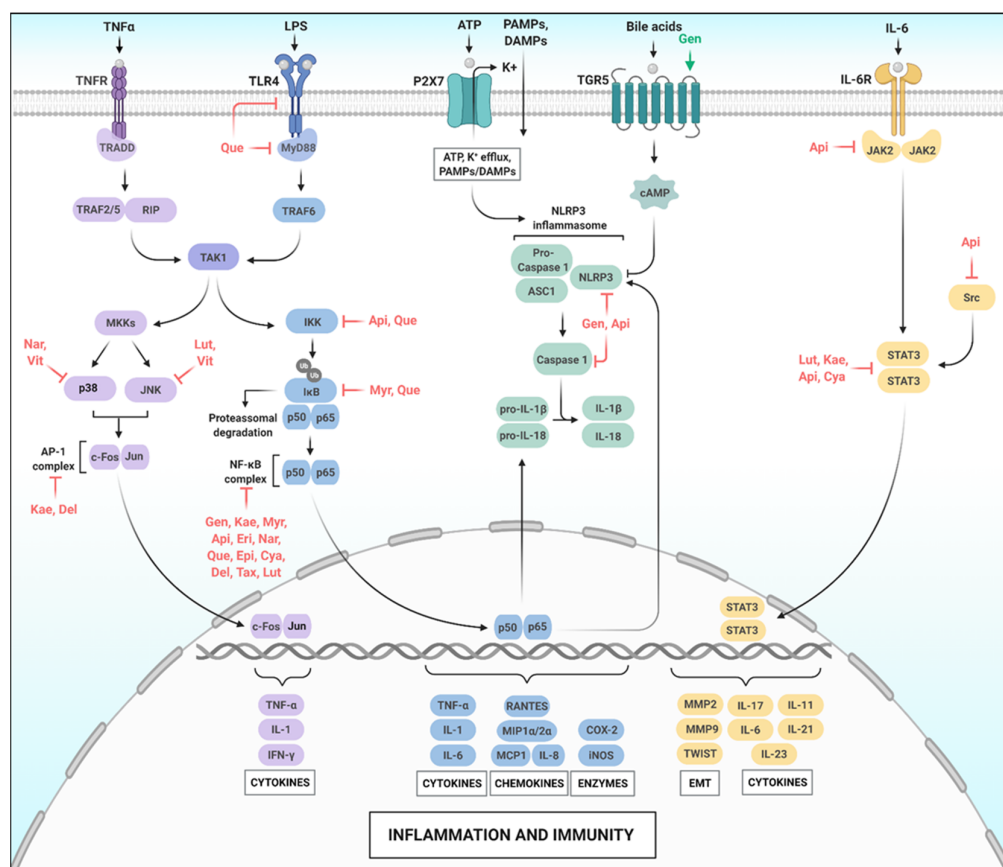 TNFα
LPS
ATP
PAMPs,
DAMPs
Bile acids
IL-6
Gen
K+
TNFR
TLR4
P2X7
TGR5
IL-6R
TRADD
Que
MyD88
Api
JAK2
JAK2
ATP, K⁺ efflux,
PAMPs/DAMPs
cAMP
TRAF2/5
RIP
TRAF6
NLRP3
inflammasome
TAK1
Pro-
Caspase 1
NLRP3
ASC1
Api
Src
MKKs
IKK
Api, Que
Gen, Api
Nar,
Vit
Lut,
Vit
Caspase 1
Lut, Kae,
Api, Cya
STAT3
STAT3
Ub
Ub
p38
JNK
IκB
Myr, Que
p50
p65
Proteassomal
degradation
pro-IL-1β
IL-1β
pro-IL-18
IL-18
AP-1
complex
c-Fos
Jun
NF-κB
complex
p50
p65
Kae, Del
Gen, Kae, Myr,
Api, Eri, Nar,
Que, Epi, Cya,
Del, Tax, Lut
STAT3
STAT3
c-Fos
Jun
p50
p65
TNF-α
IL-1
IFN-γ
CYTOKINES
TNF-α
IL-1
IL-6
CYTOKINES
RANTES
MIP1α/2α
MCP1
IL-8
CHEMOKINES
COX-2
iNOS
ENZYMES
MMP2
MMP9
TWIST
EMT
IL-17
IL-11
IL-6
IL-21
IL-23
CYTOKINES
INFLAMMATION AND IMMUNITY